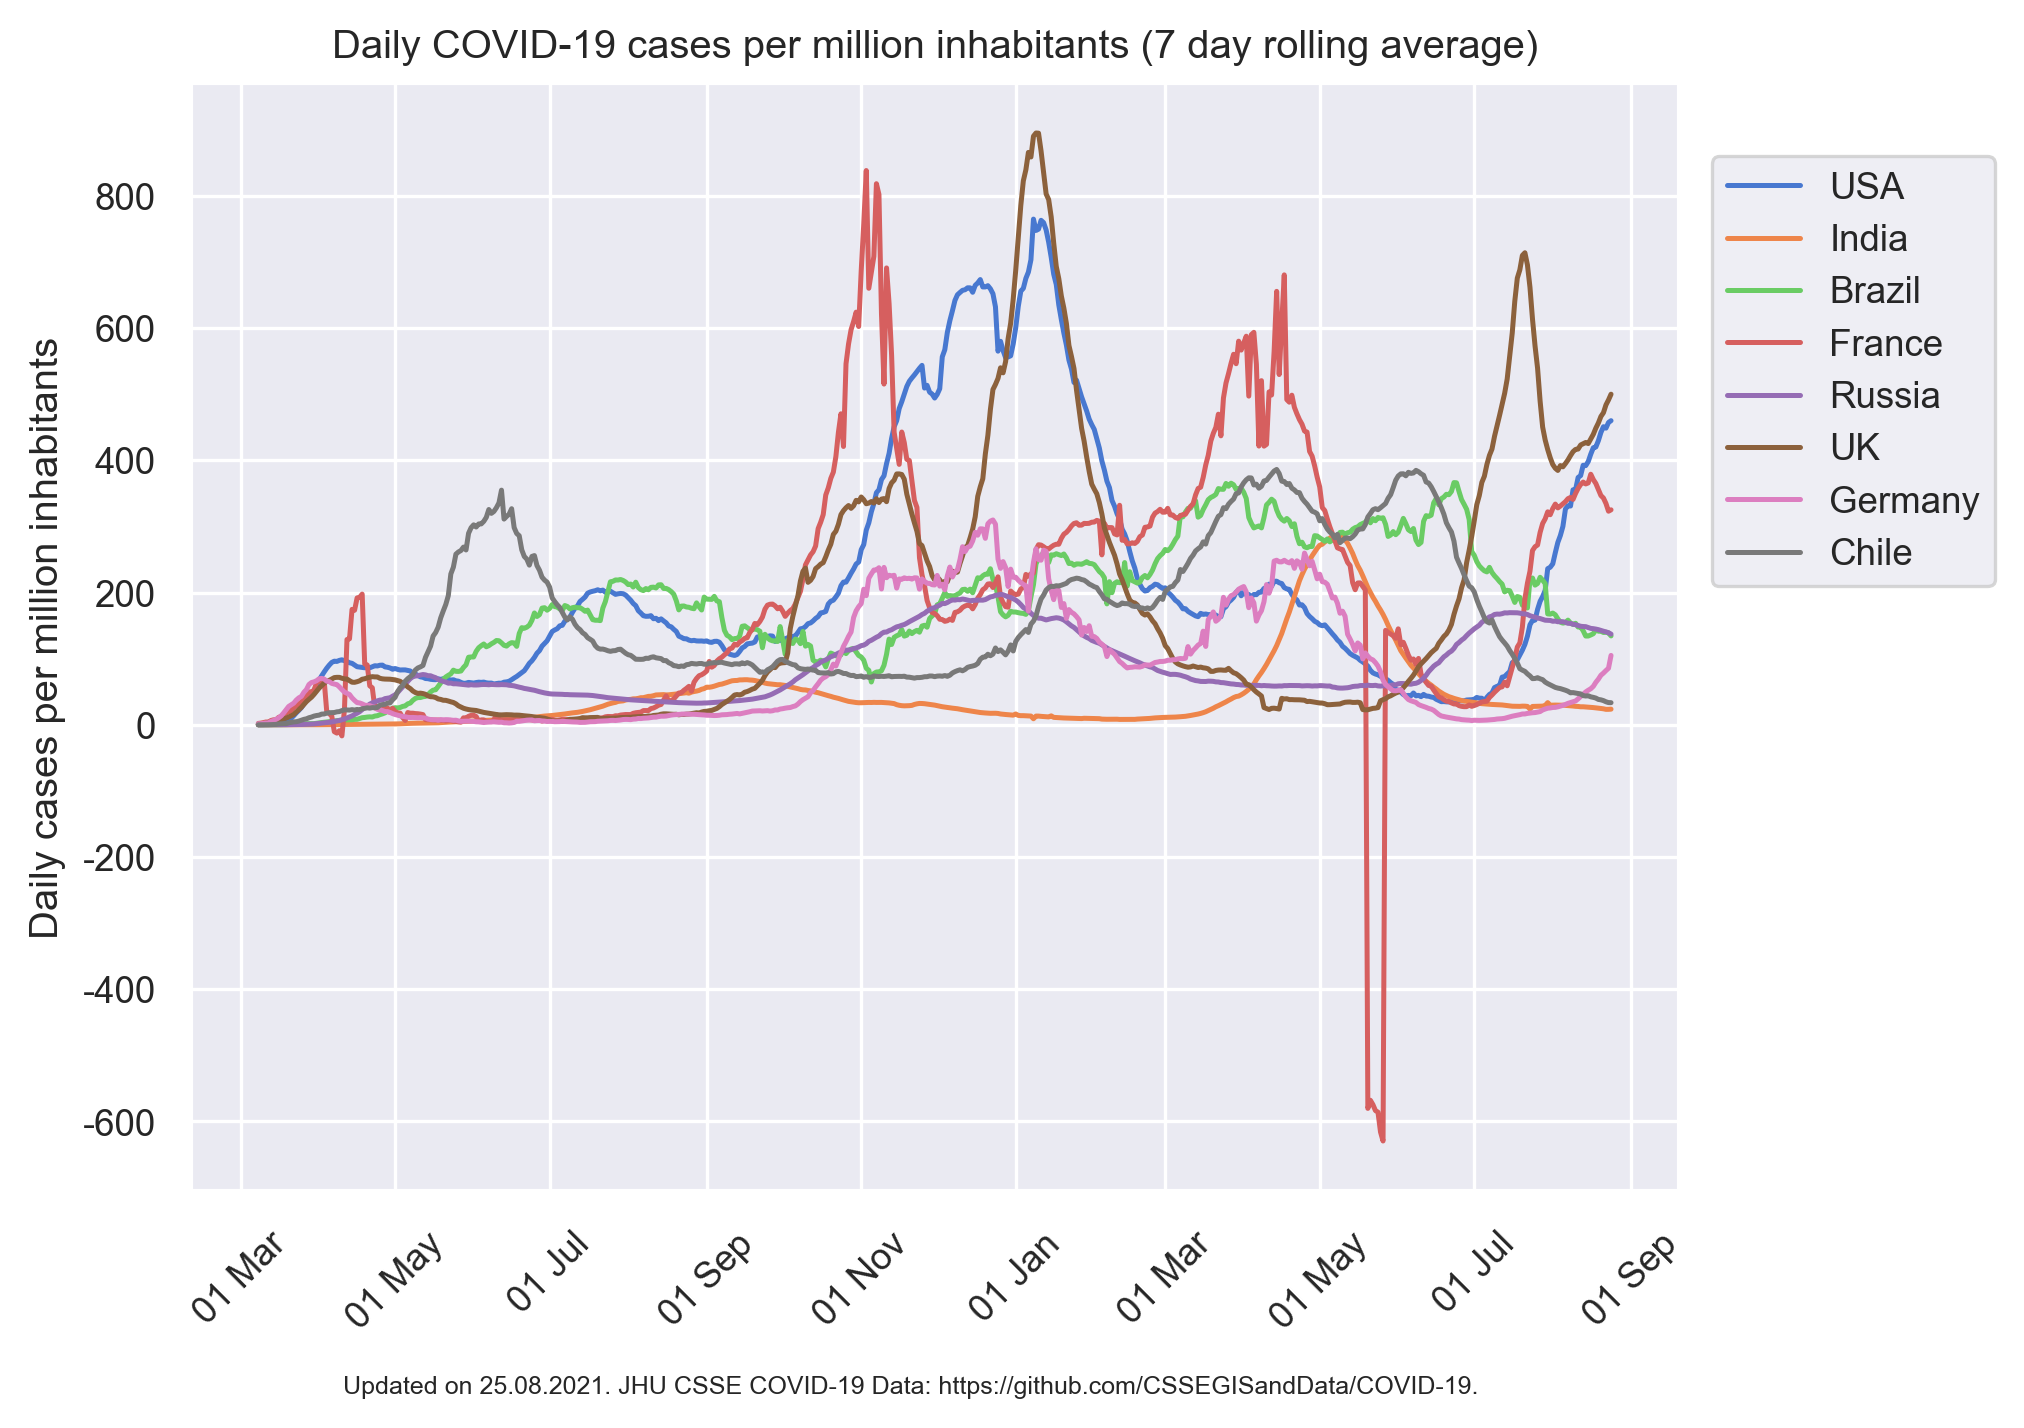 Daily COVID-19 cases per million inhabitants (7 day rolling average)
Daily cases per million inhabitants
800
600
400
200
0
-200
-400
-600
01 Mar
01 May
01 Jul
01 Sep
01 Nov
01 Jan
01 Mar
01 May
01 Jul
01 Sep
USA
India
Brazil
France
Russia
UK
Germany
Chile
Updated on 25.08.2021. JHU CSSE COVID-19 Data: https://github.com/CSSEGISandData/COVID-19.